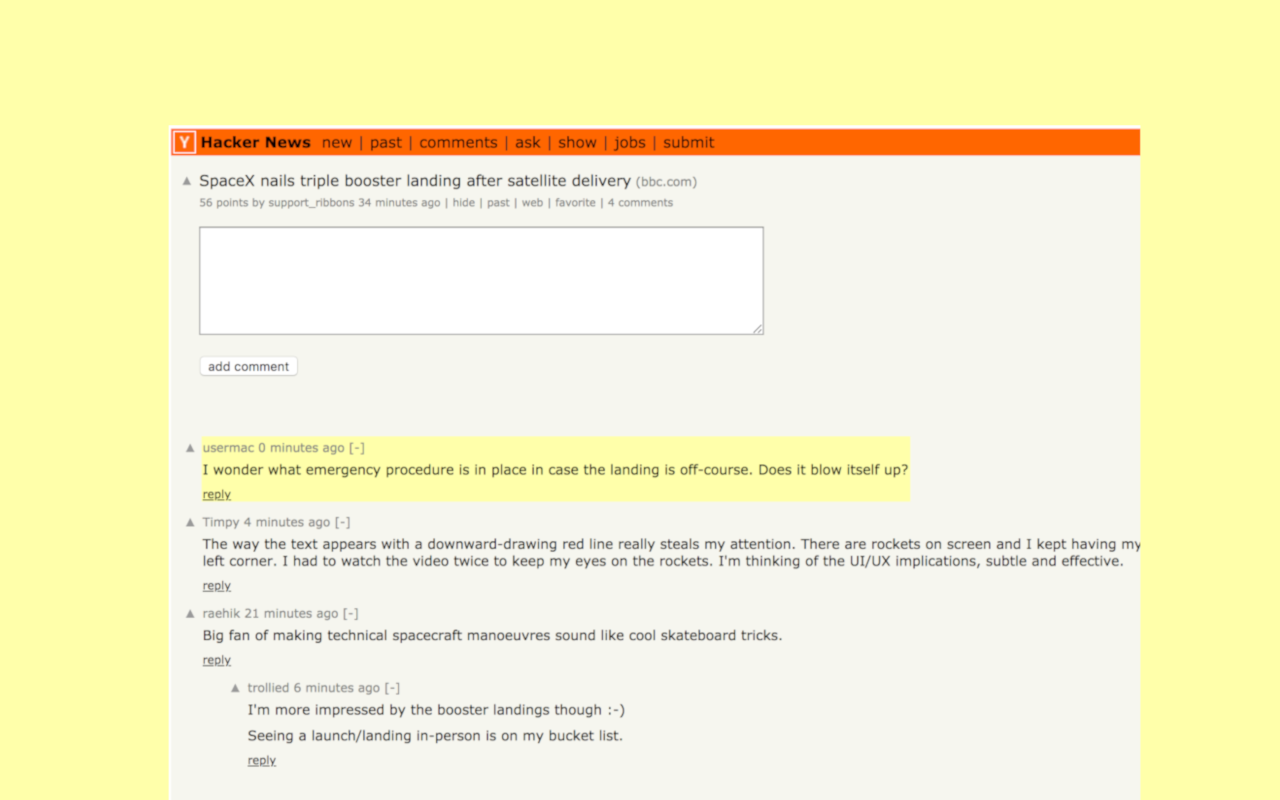 Y Hacker News new | past | comments | ask | show | jobs | submit
▲ SpaceX nails triple booster landing after satellite delivery (bbc.com)
56 points by support_ribbons 34 minutes ago | hide | past | web | favorite | 4 comments
add comment
▲ usermac 0 minutes ago [-]
I wonder what emergency procedure is in place in case the landing is off-course. Does it blow itself up?
reply
▲ Timpy 4 minutes ago [-]
The way the text appears with a downward-drawing red line really steals my attention. There are rockets on screen and I kept having my
left corner. I had to watch the video twice to keep my eyes on the rockets. I'm thinking of the UI/UX implications, subtle and effective.
reply
▲ raehik 21 minutes ago [-]
Big fan of making technical spacecraft manoeuvres sound like cool skateboard tricks.
reply
▲ trollied 6 minutes ago [-]
I'm more impressed by the booster landings though :-)
Seeing a launch/landing in-person is on my bucket list.
reply